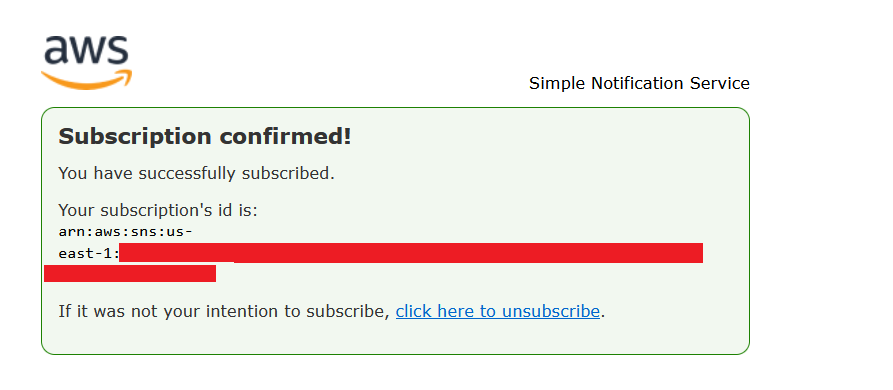 aws
Simple Notification Service
Subscription confirmed!
You have successfully subscribed.
Your subscription's id is:
arn:aws:sns:us-
east-1:
If it was not your intention to subscribe, click here to unsubscribe.